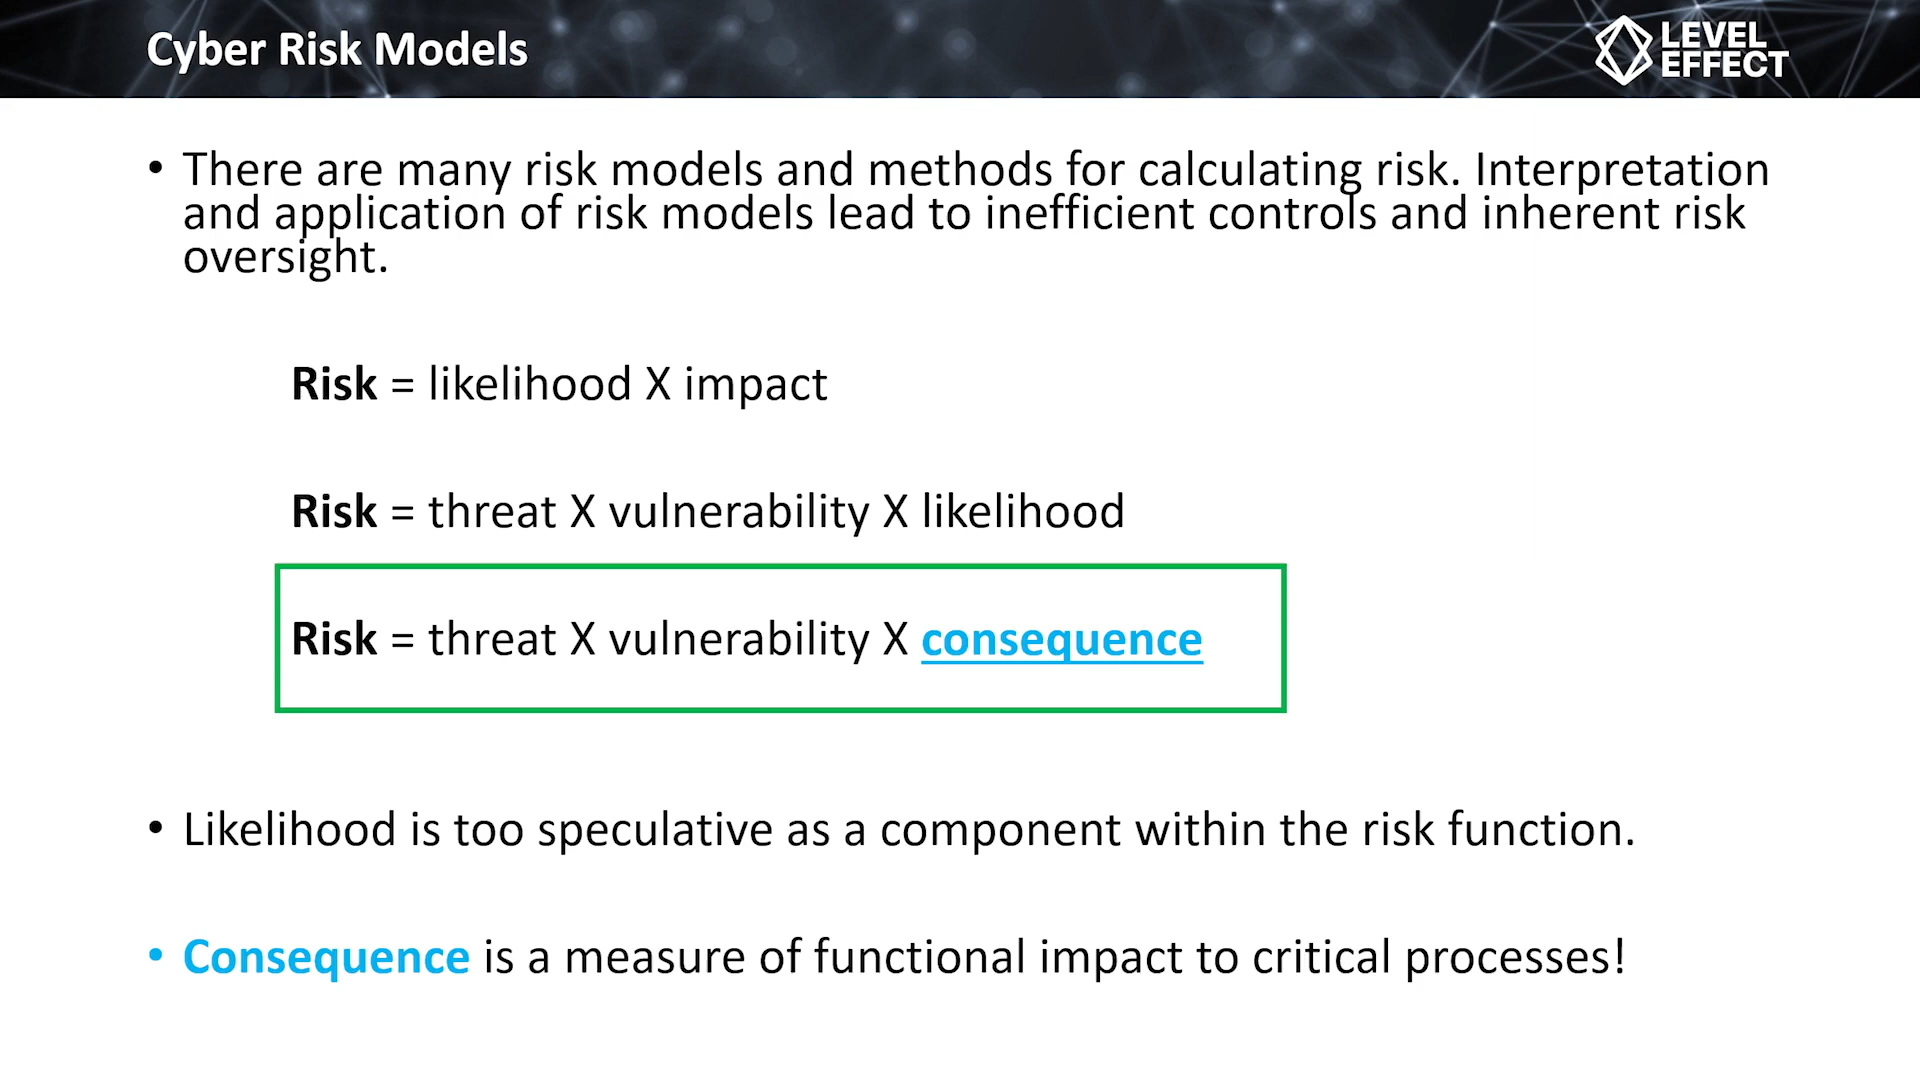 Cyber Risk Models
LEVEL
EFFECT
• There are many risk models and methods for calculating risk. Interpretation
and application of risk models lead to inefficient controls and inherent risk
oversight.
Risk = likelihood X impact
Risk = threat X vulnerability X likelihood
Risk = threat X vulnerability X consequence
• Likelihood is too speculative as a component within the risk function.
• Consequence is a measure of functional impact to critical processes!